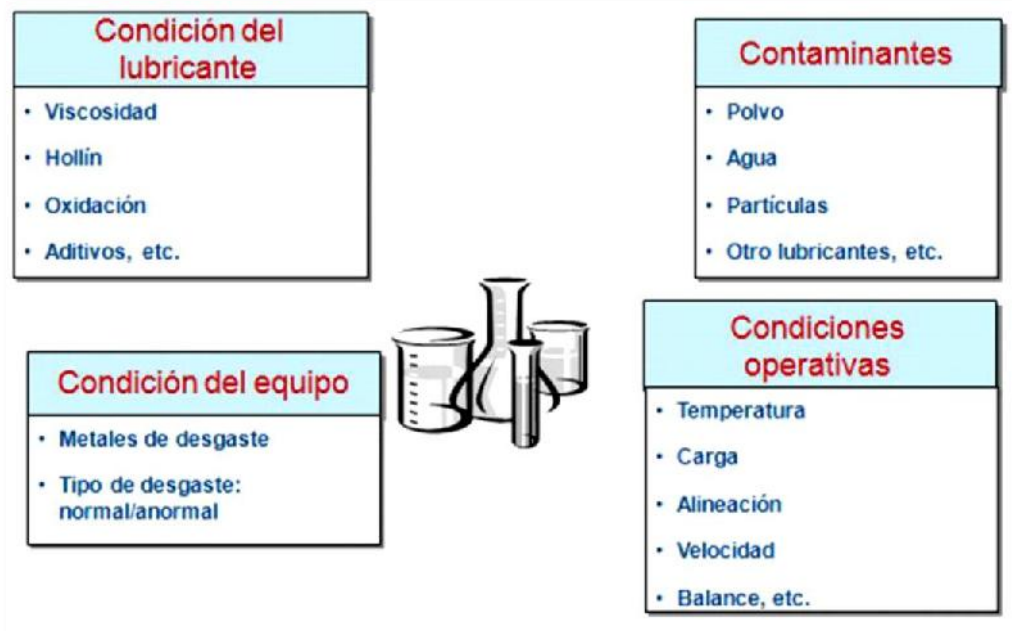 Condición del
lubricante
• Viscosidad
• Hollín
• Oxidación
• Aditivos, etc.
Contaminantes
• Polvo
• Agua
• Partículas
• Otro lubricantes, etc.
Condición del equipo
• Metales de desgaste
• Tipo de desgaste:
normal/anormal
Condiciones
operativas
• Temperatura
• Carga
• Alineación
• Velocidad
• Balance, etc.